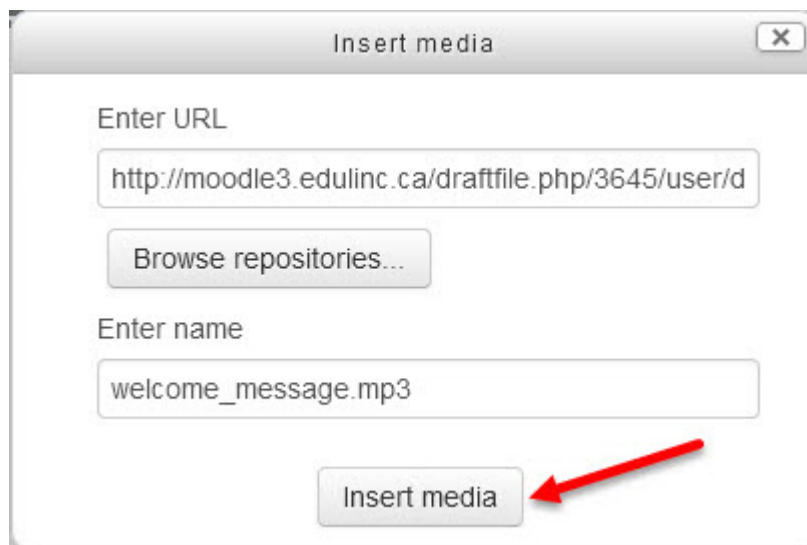 Insert media
Enter URL
http://moodle3.edulinc.ca/draftfile.php/3645/user/d
Browse repositories...
Enter name
welcome_message.mp3
Insert media